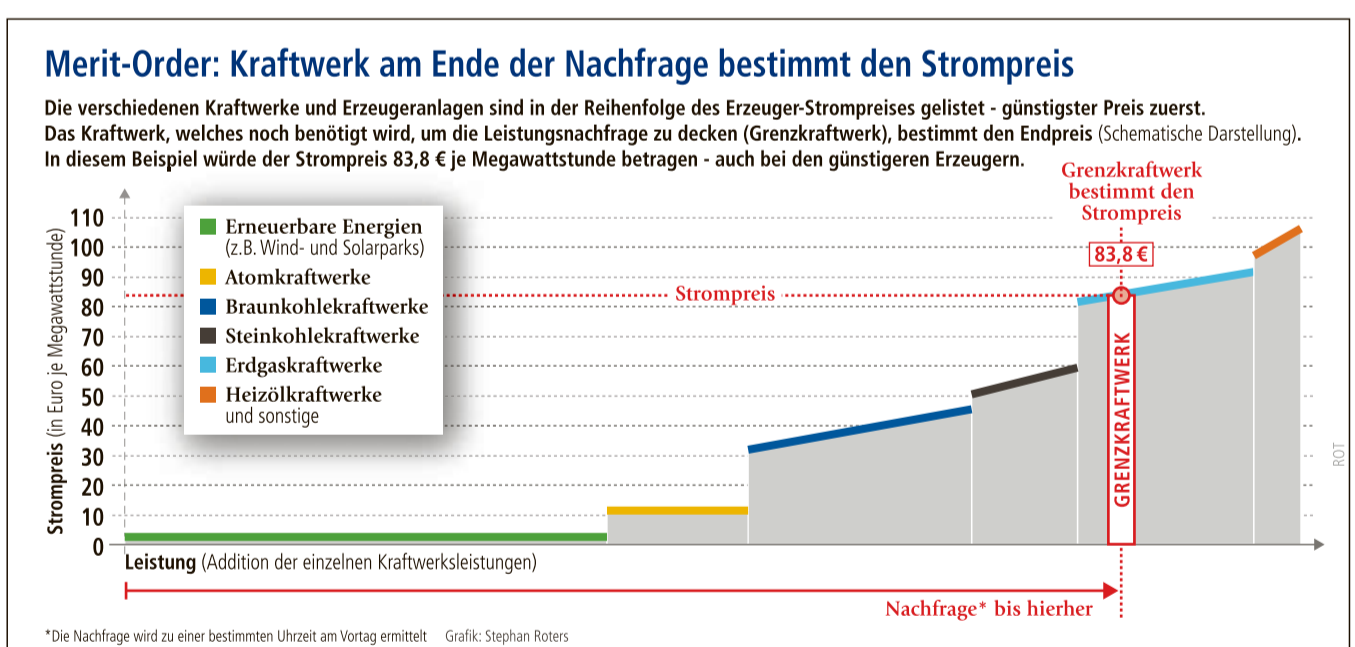 Merit-Order: Kraftwerk am Ende der Nachfrage bestimmt den Strompreis
Die verschiedenen Kraftwerke und Erzeugeranlagen sind in der Reihenfolge des Erzeuger-Strompreises gelistet - günstigster Preis zuerst.
Das Kraftwerk, welches noch benötigt wird, um die Leistungsnachfrage zu decken (Grenzkraftwerk), bestimmt den Endpreis (Schematische Darstellung).
In diesem Beispiel würde der Strompreis 83,8 € je Megawattstunde betragen - auch bei den günstigeren Erzeugern.
Grenzkraftwerk
bestimmt den
Strompreis
83,8 €
Strompreis (in Euro je Megawattstunde)
110
100
90
80
70
60
50
40
30
20
10
0
Erneuerbare Energien
(z.B. Wind- und Solarparks)
Atomkraftwerke
Braunkohlekraftwerke
Steinkohlekraftwerke
Erdgaskraftwerke
Heizölkraftwerke
und sonstige
Strompreis
GRENZKRAFTWERK
ROT
Leistung (Addition der einzelnen Kraftwerksleistungen)
Nachfrage* bis hierher
*Die Nachfrage wird zu einer bestimmten Uhrzeit am Vortag ermittelt Grafik: Stephan Roters